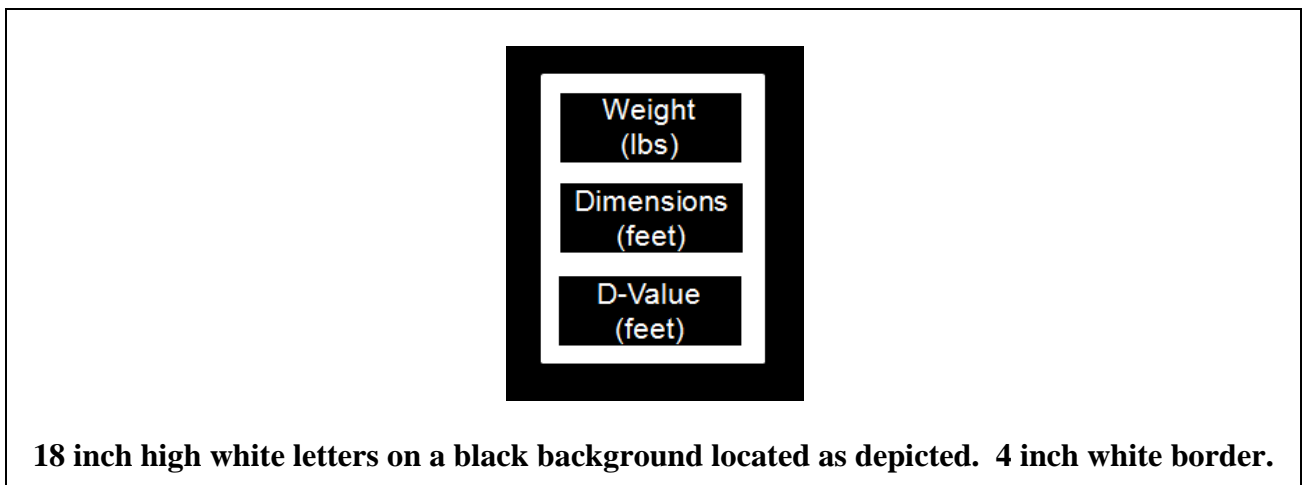 Weight
(lbs)
Dimensions
(feet)
D-Value
(feet)
18 inch high white letters on a black background located as depicted.  4 inch white border.